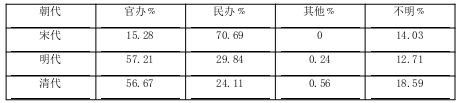 朝代 官办% 民办% 其他% 不明%
宋代 15.28 70.69 0 14.03
明代 57.21 29.84 0.24 12.71
清代 56.67 24.11 0.56 18.59